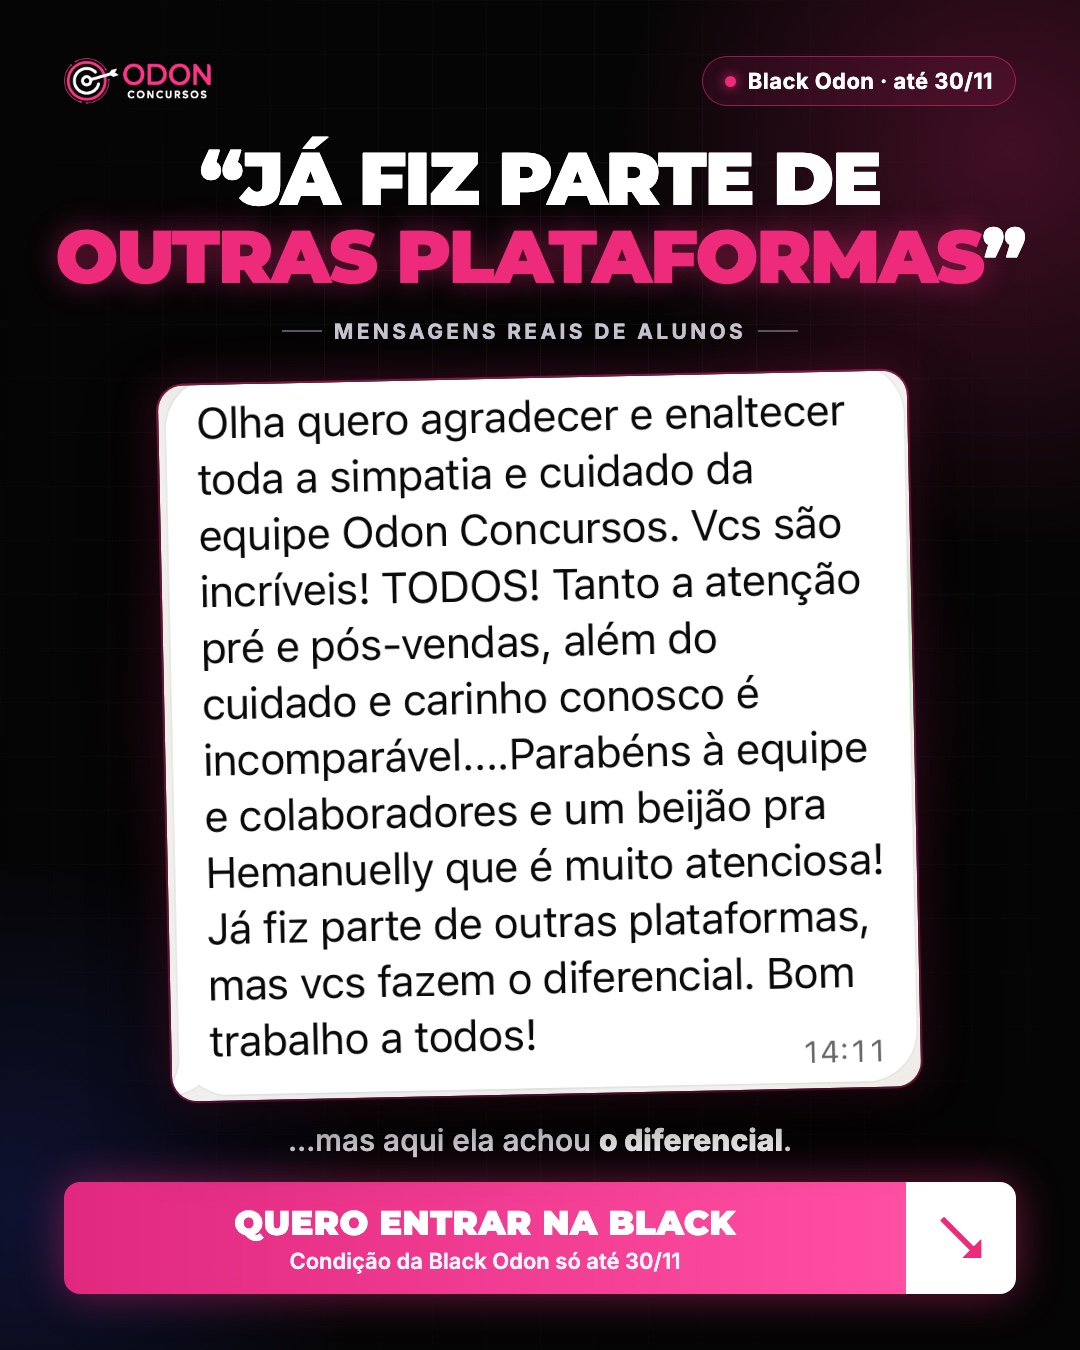 ODON
CONCURSOS
Black Odon · até 30/11
“JÁ FIZ PARTE DE
OUTRAS PLATAFORMAS”
MENSAGENS REAIS DE ALUNOS
Olha quero agradecer e enaltecer
toda a simpatia e cuidado da
equipe Odon Concursos. Vcs são
incríveis! TODOS! Tanto a atenção
pré e pós-vendas, além do
cuidado e carinho conosco é
incomparável....Parabéns à equipe
e colaboradores e um beijão pra
Hemanuelly que é muito atenciosa!
Já fiz parte de outras plataformas,
mas vcs fazem o diferencial. Bom
trabalho a todos!
14:11
...mas aqui ela achou o diferencial.
QUERO ENTRAR NA BLACK
Condição da Black Odon só até 30/11